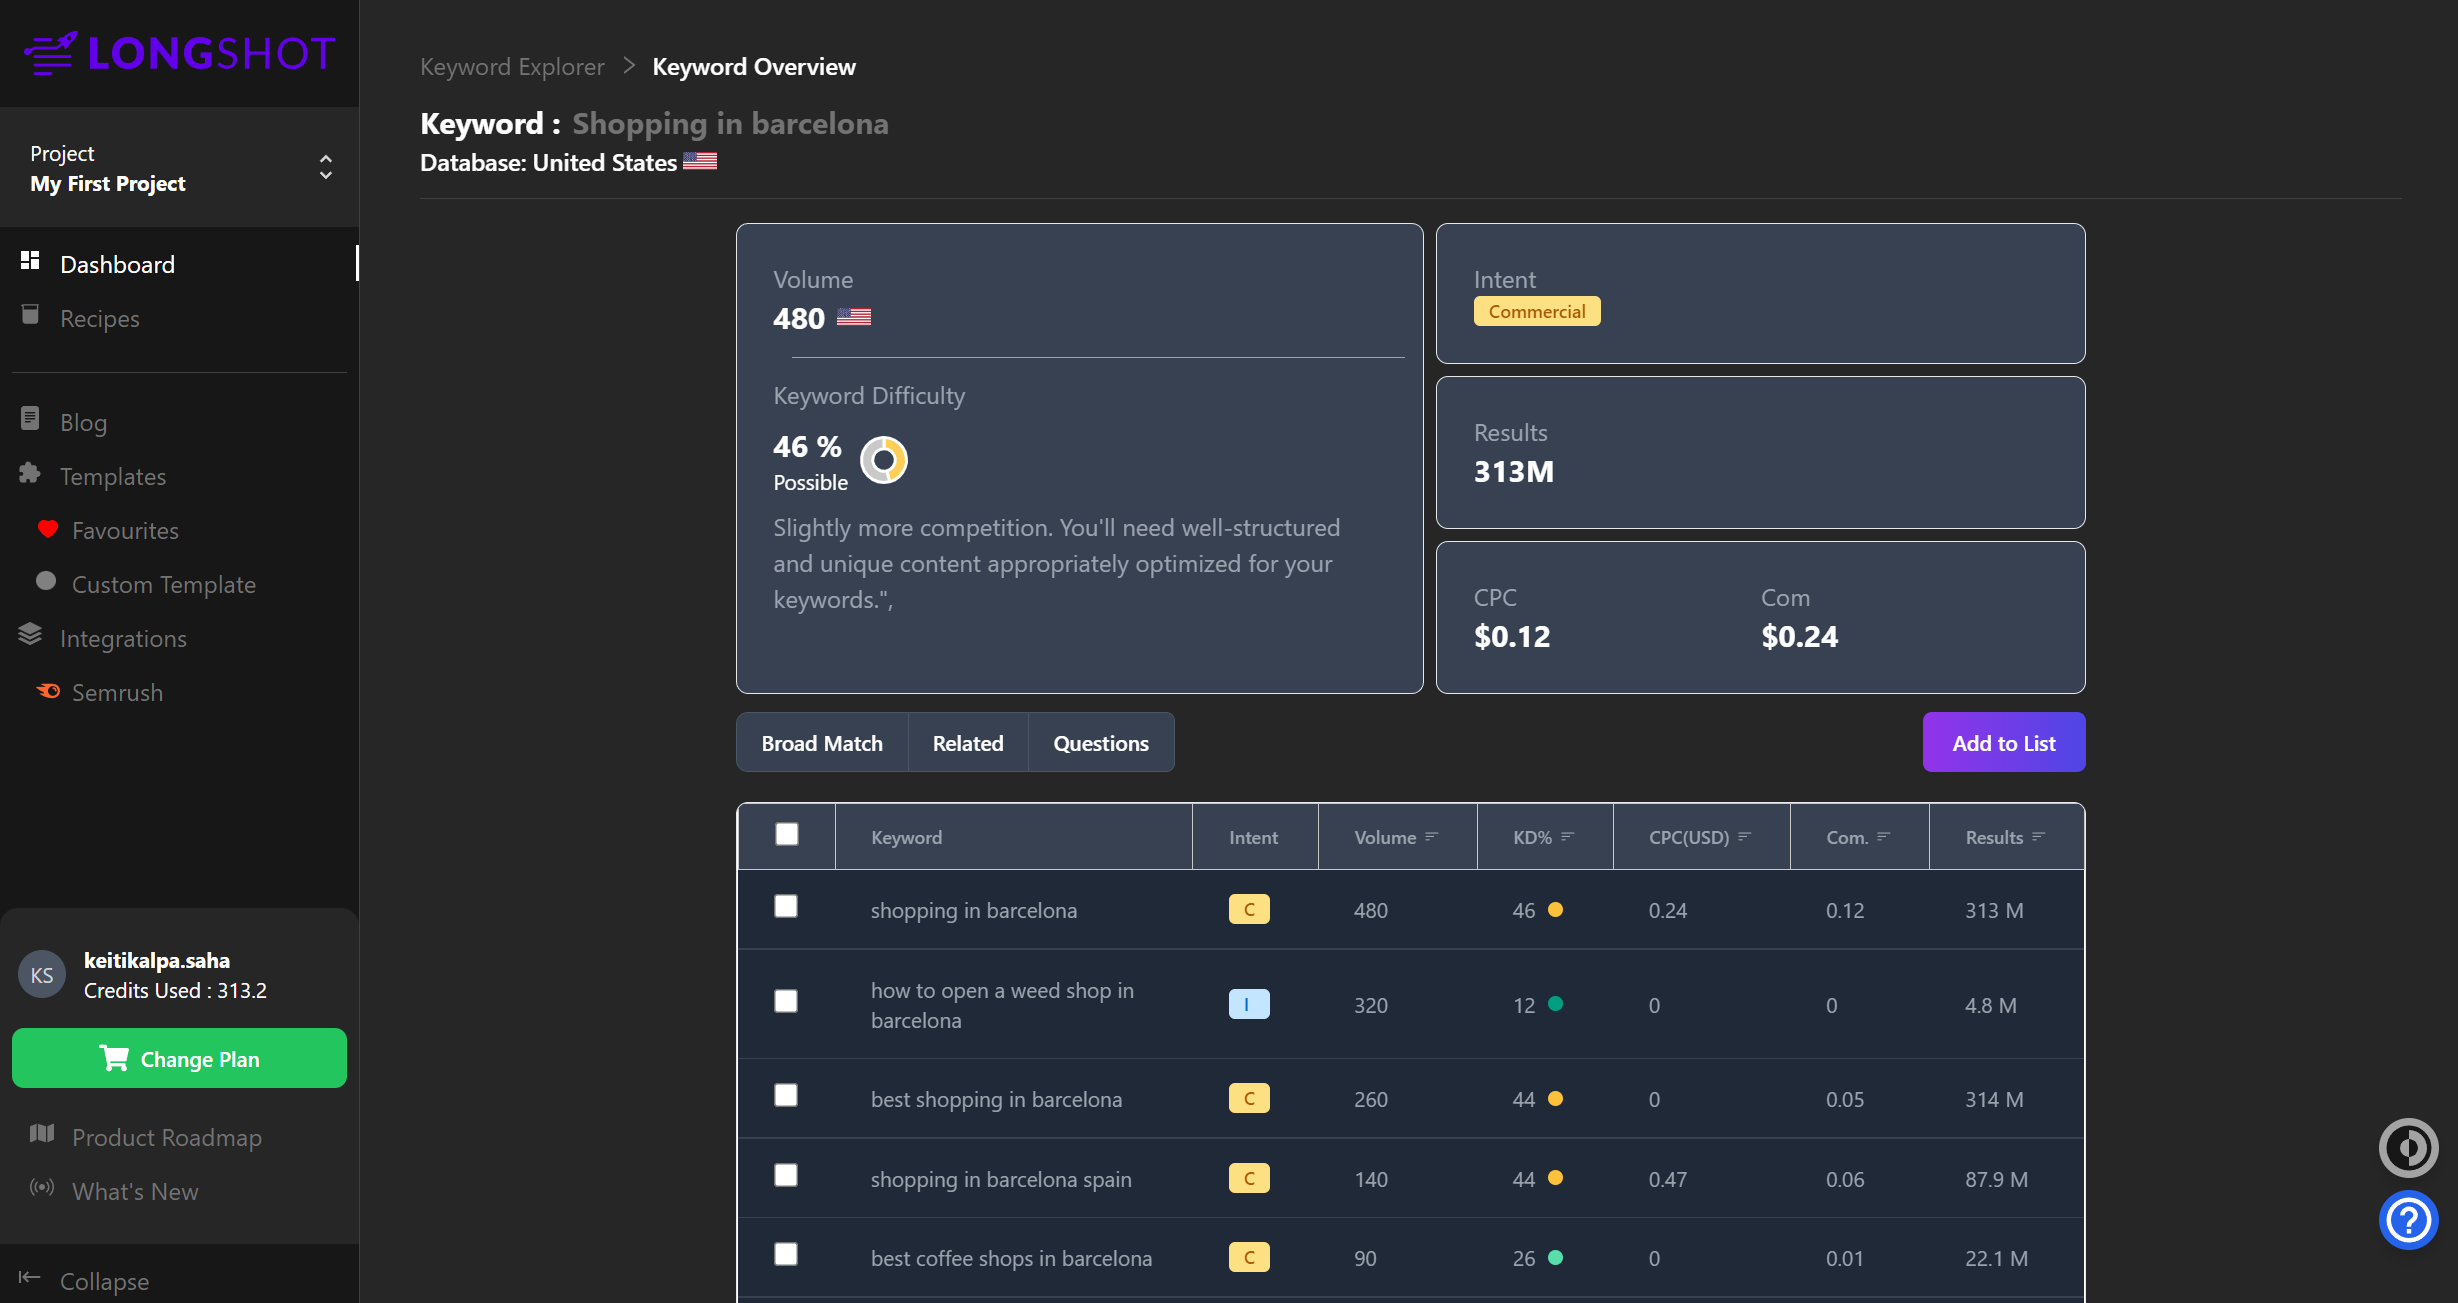 LONGSHOT
Project
My First Project
Dashboard
Recipes
Blog
Templates
Favourites
Custom Template
Integrations
Semrush
KS
keitikalpa.saha
Credits Used : 313.2
Change Plan
Product Roadmap
What's New
Collapse
Keyword Explorer > Keyword Overview
Keyword : Shopping in barcelona
Database: United States
Volume
480
Keyword Difficulty
46 %
Possible
Slightly more competition. You'll need well-structured
and unique content appropriately optimized for your
keywords.",
Intent
Commercial
Results
313M
CPC Com
$0.12 $0.24
Broad Match Related Questions Add to List
Keyword Intent Volume KD% CPC(USD) Com. Results
shopping in barcelona C 480 46 0.24 0.12 313 M
how to open a weed shop in
barcelona I 320 12 0 0 4.8 M
best shopping in barcelona C 260 44 0 0.05 314 M
shopping in barcelona spain C 140 44 0.47 0.06 87.9 M
best coffee shops in barcelona C 90 26 0 0.01 22.1 M
?